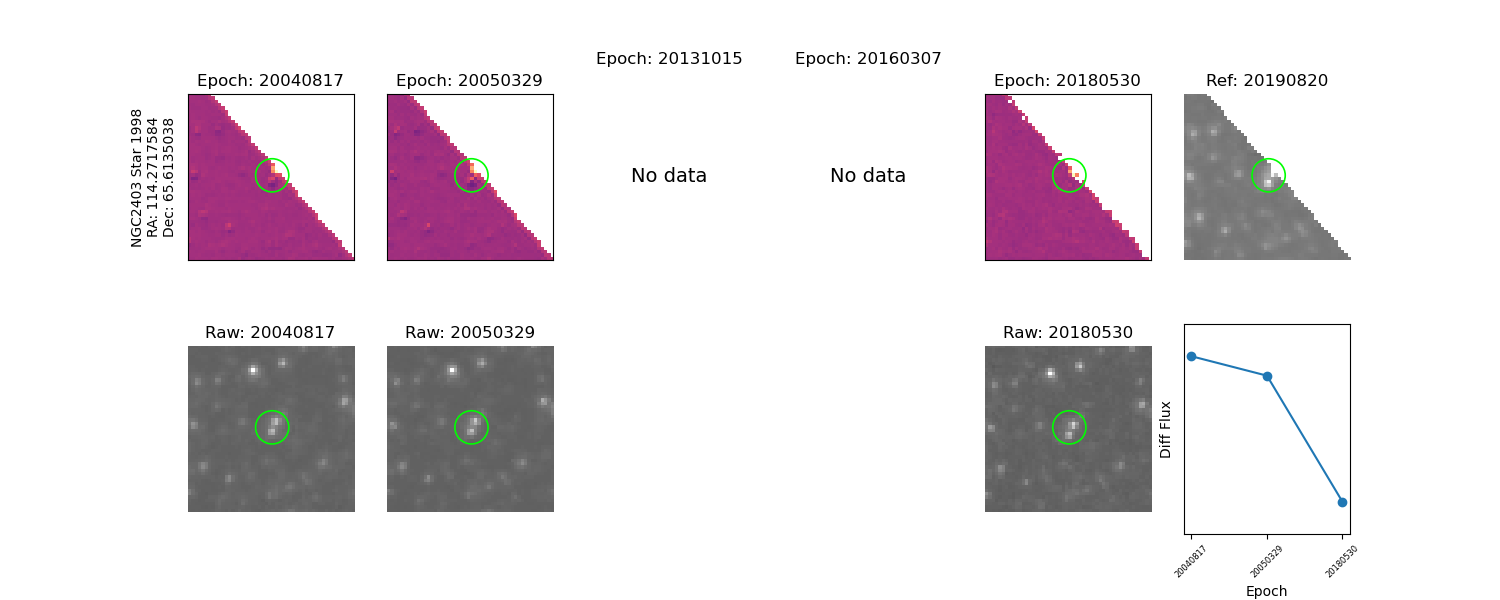 Epoch: 20040817
Epoch: 20050329
Epoch: 20131015
Epoch: 20160307
Epoch: 20180530
Ref: 20190820
NGC2403 Star 1998
RA: 114.2717584
Dec: 65.6135038
No data
No data
Raw: 20040817
Raw: 20050329
Raw: 20180530
Diff Flux
20040817
20050329
20180530
Epoch